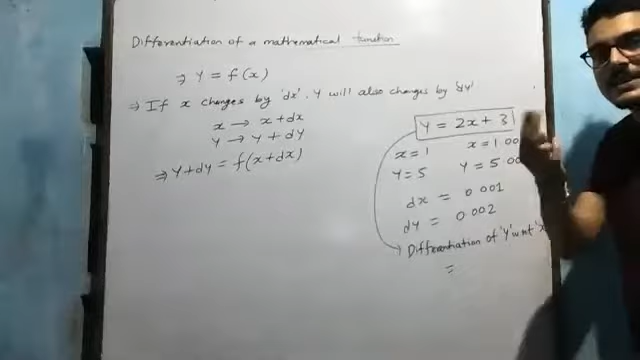 Differentiation of a mathematical function
⇒ Y = f(x)
⇒ If x changes by 'dx', Y will also changes by 'dy'
x → x + dx
Y → Y + dy
⇒ Y + dy = f(x + dx)
Y = 2x + 3
x = 1 x = 1 00
Y = 5 Y = 5 00
dx = 0 001
dy = 0 002
Differentiation of 'Y' w.r.t 'x
=